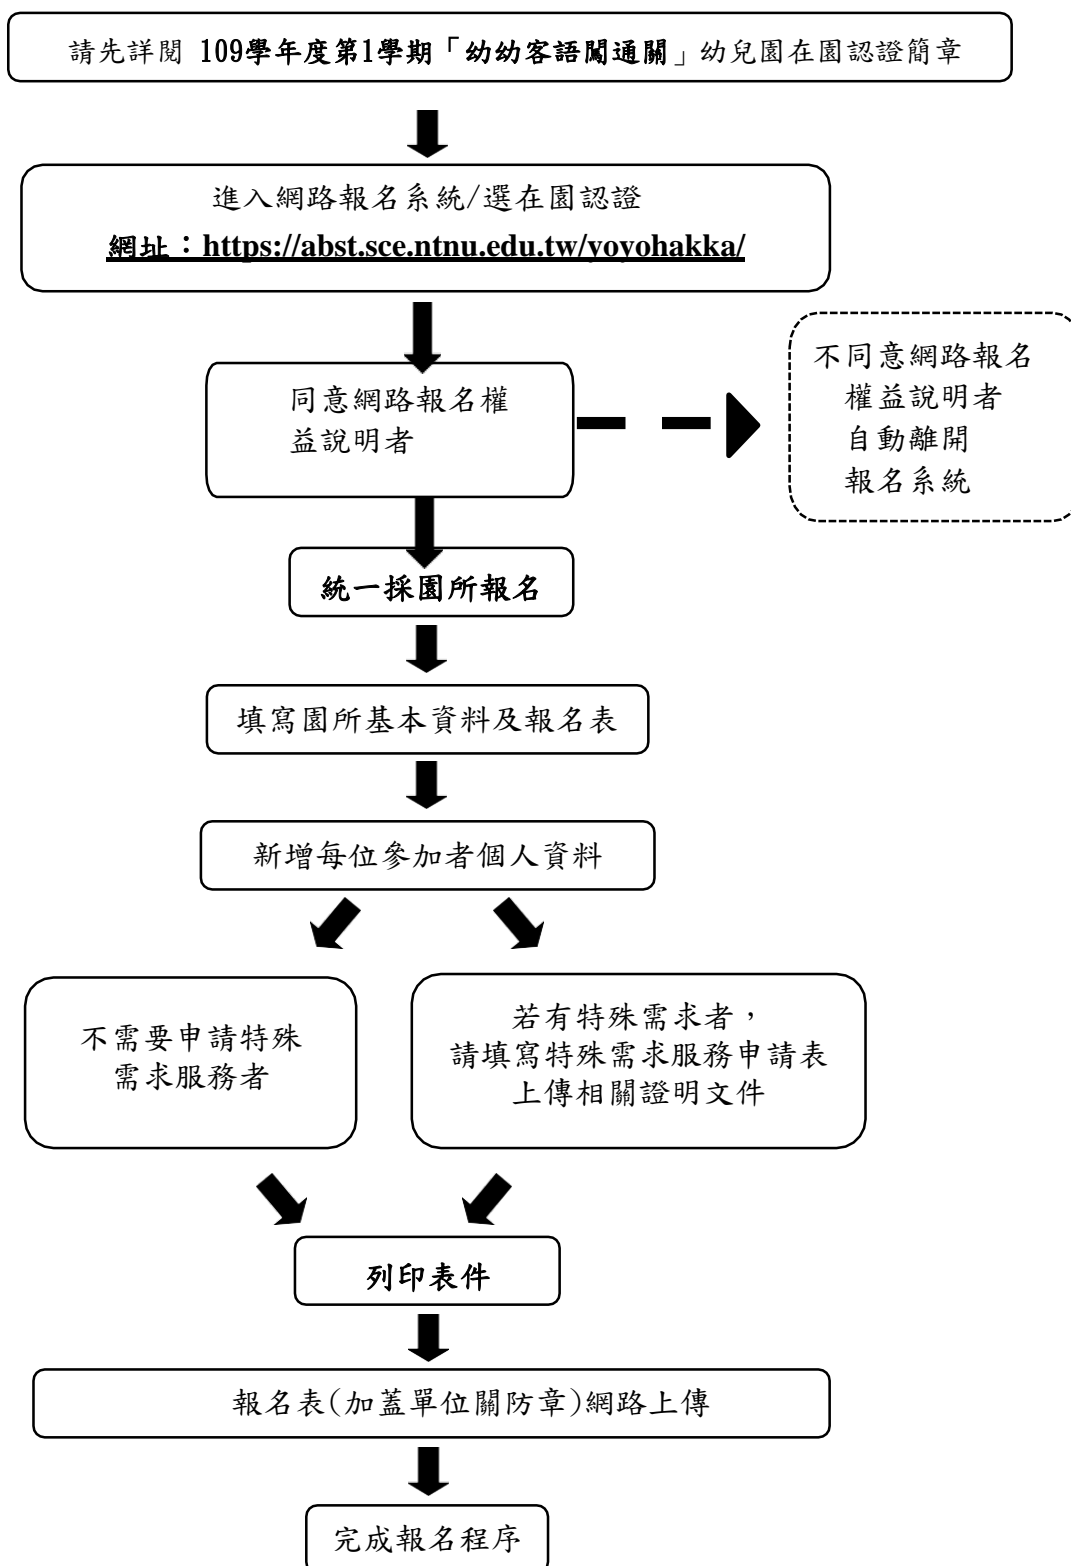 請先詳閱 109學年度第1學期「幼幼客語闖通關」幼兒園在園認證簡章
進入網路報名系統/選在園認證
網址：https://abst.sce.ntnu.edu.tw/yoyohakka/
同意網路報名權
益說明者
不同意網路報名
權益說明者
自動離開
報名系統
統一採園所報名
填寫園所基本資料及報名表
新增每位參加者個人資料
不需要申請特殊
需求服務者
若有特殊需求者，
請填寫特殊需求服務申請表
上傳相關證明文件
列印表件
報名表(加蓋單位關防章)網路上傳
完成報名程序